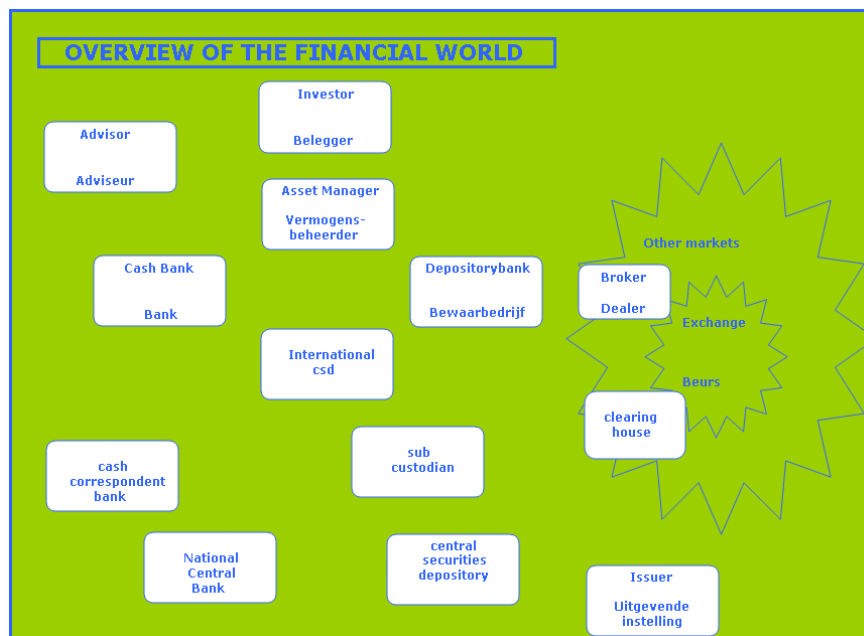 OVERVIEW OF THE FINANCIAL WORLD
Investor
Belegger
Advisor
Adviseur
Asset Manager
Vermogens-
beheerder
Other markets
Cash Bank
Bank
Depositorybank
Bewaarbedrijf
Broker
Dealer
Exchange
Beurs
International
csd
clearing
house
cash
correspondent
bank
sub
custodian
National
Central
Bank
central
securities
depository
Issuer
Uitgevende
instelling